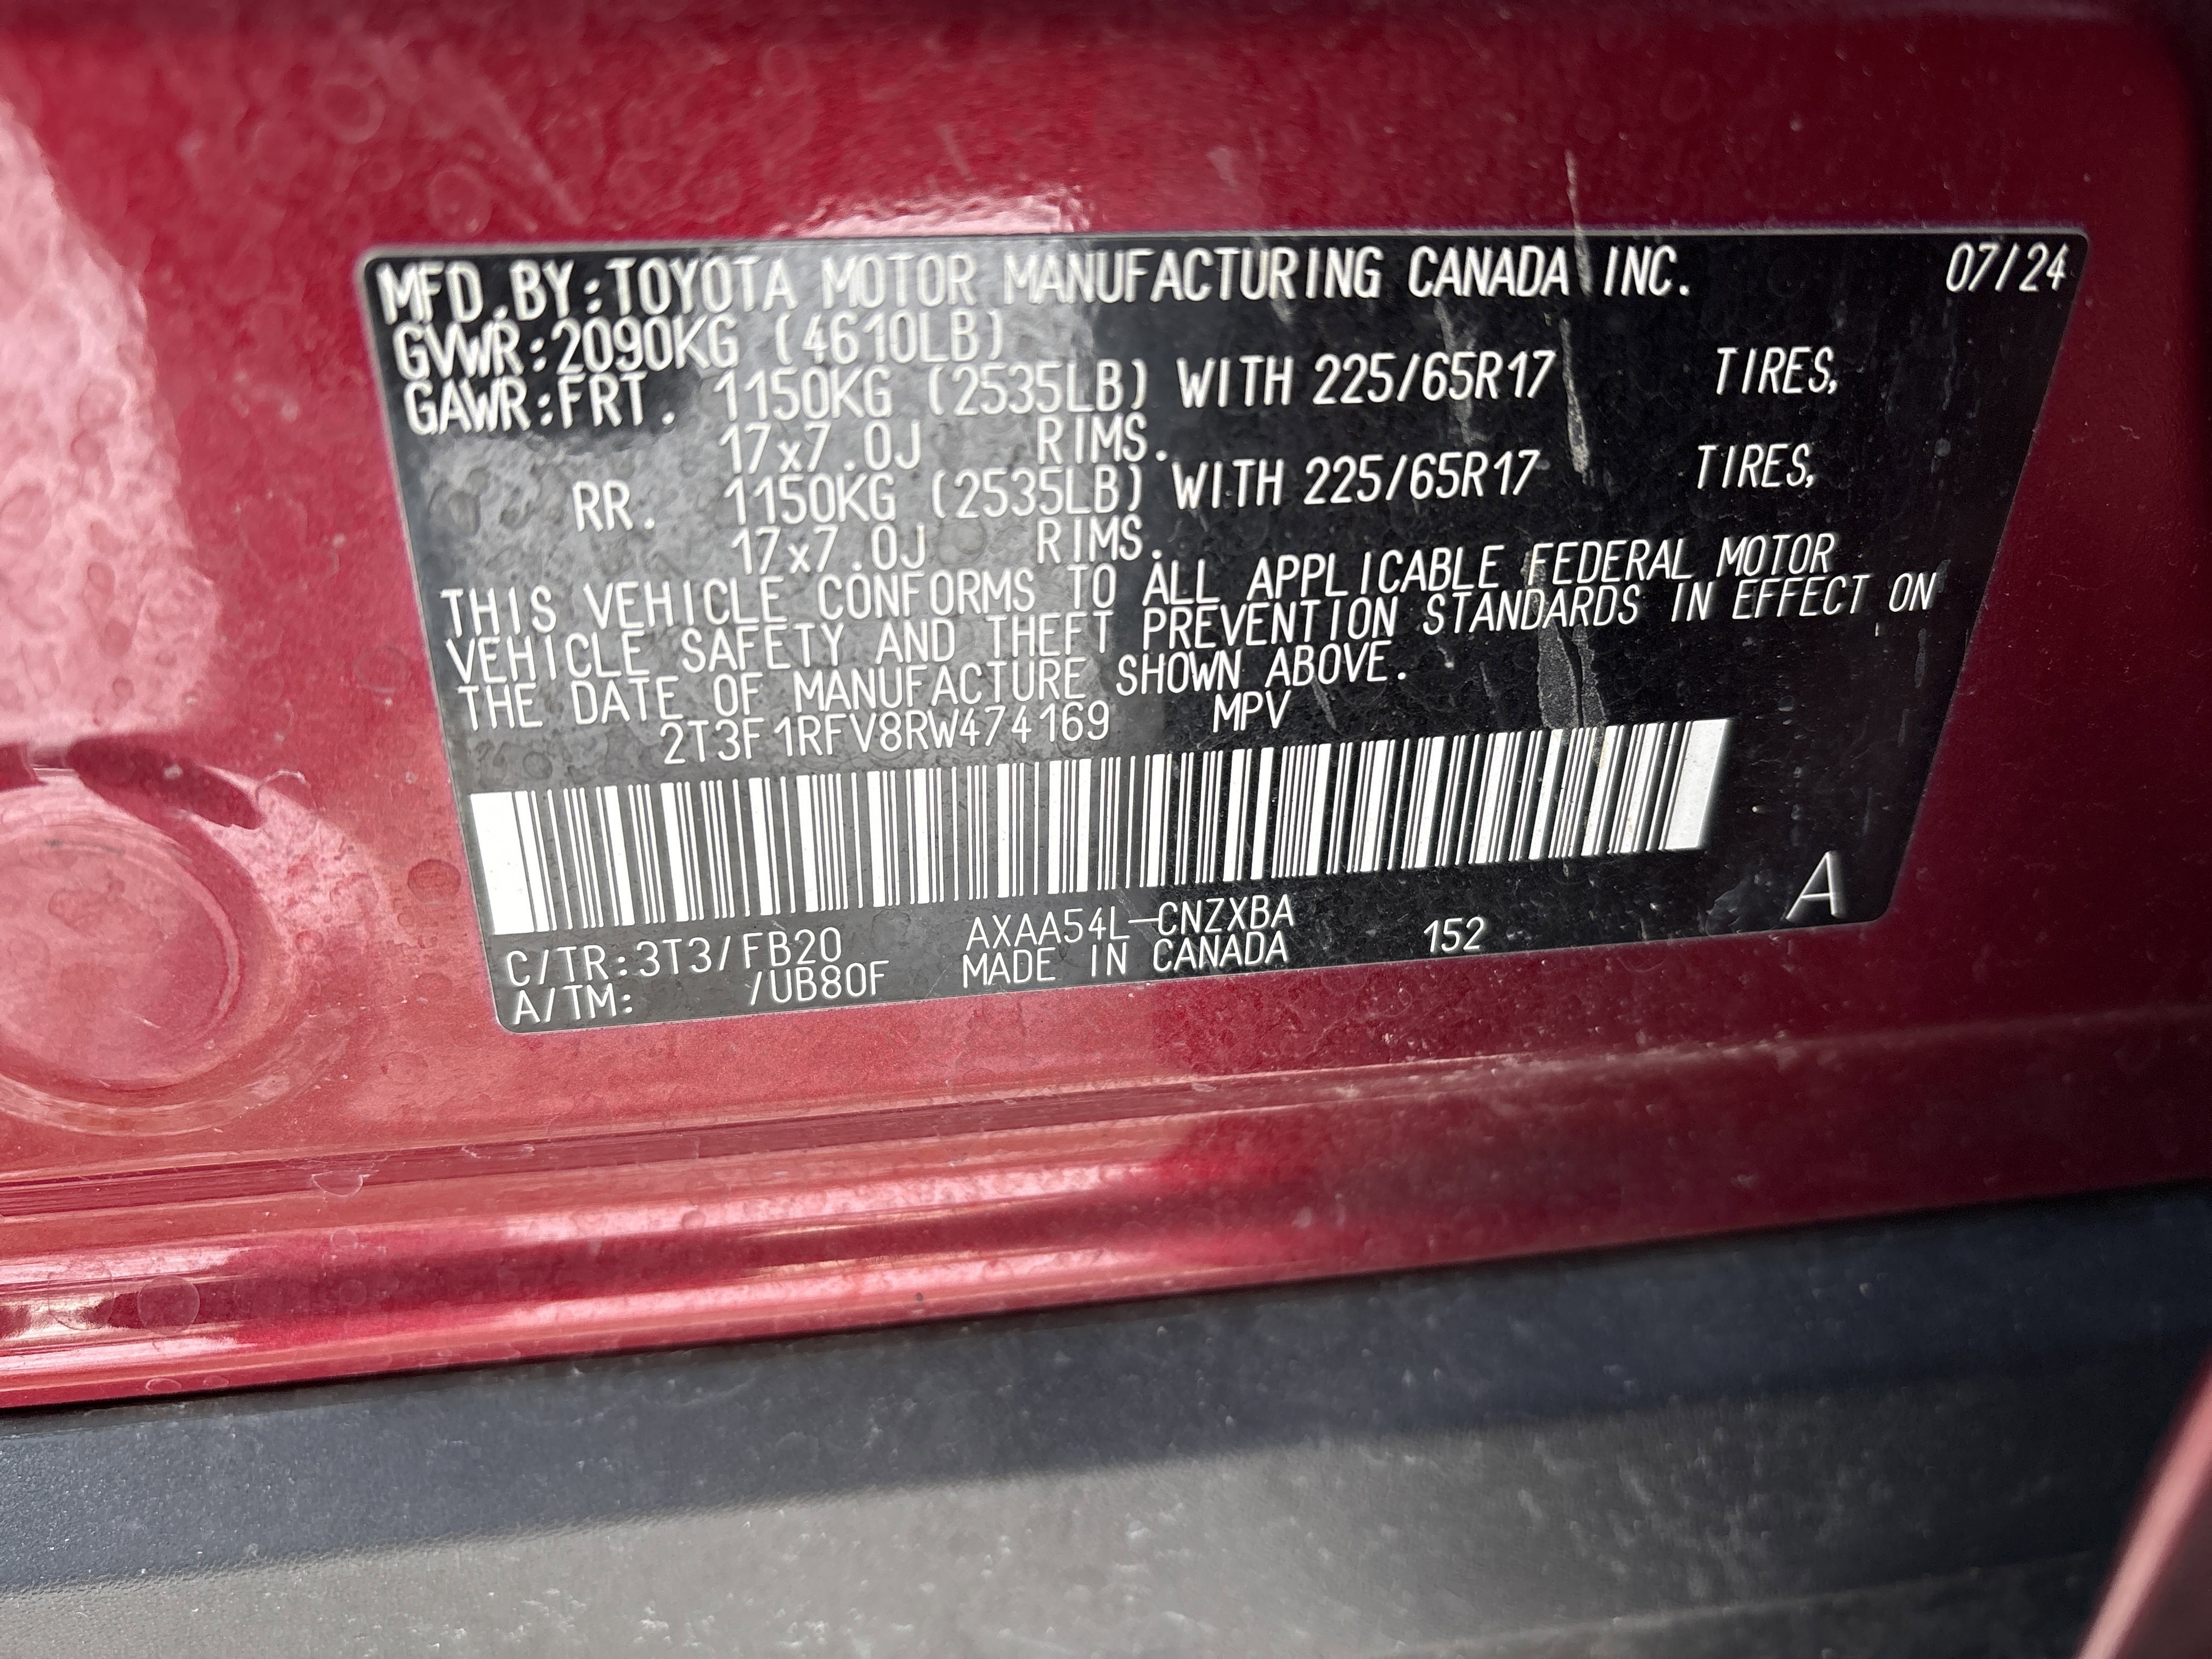 MFD.BY:TOYOTA MOTOR MANUFACTURING CANADA INC. 07/24
GVWR:2090KG (4610LB)
GAWR:FRT. 1150KG (2535LB) WITH 225/65R17 TIRES,
17x7.0J RIMS.
RR. 1150KG (2535LB) WITH 225/65R17 TIRES,
17x7.0J RIMS.
THIS VEHICLE CONFORMS TO ALL APPLICABLE FEDERAL MOTOR
VEHICLE SAFETY AND THEFT PREVENTION STANDARDS IN EFFECT ON
THE DATE OF MANUFACTURE SHOWN ABOVE.
2T3F1RFV8RW474169 MPV
C/TR:3T3/FB20 AXAA54L-CNZXBA 152 A
A/TM: /UB80F MADE IN CANADA